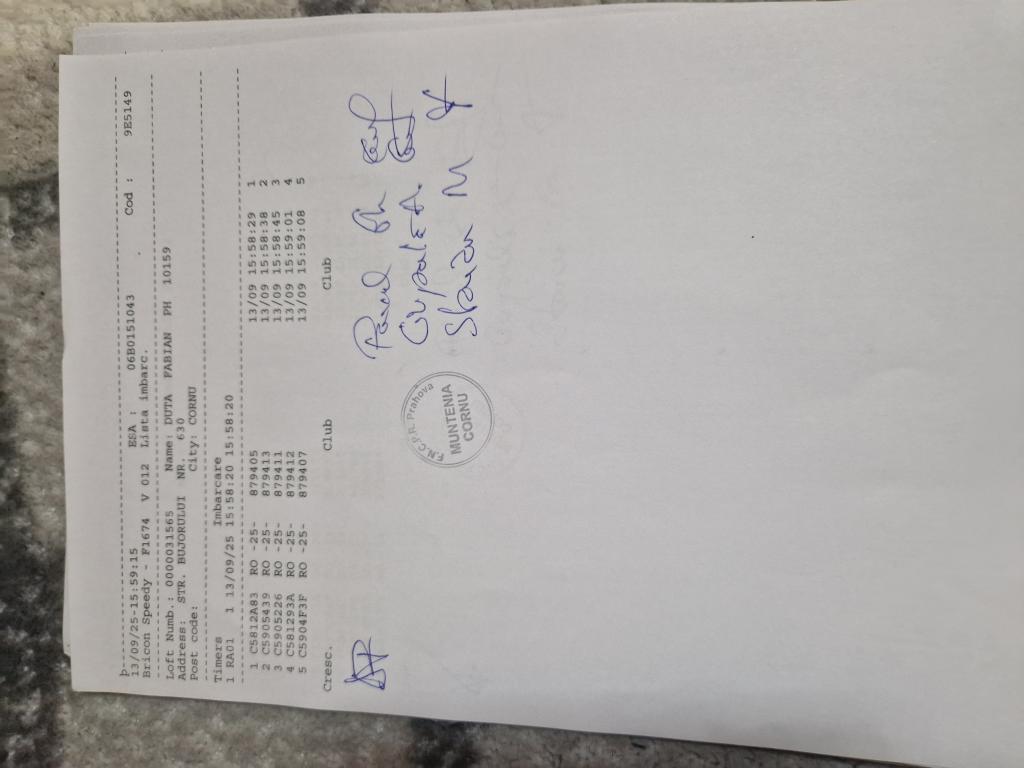 p-----------------------------------------------------------
13/09/25-15:59:15 ESA : 06B0151043 . Cod : 9E5149
Bricon Speedy - F1674 V 012 Lista imbarc.
------------------------------------------------------------
Loft Numb.: 0000031565 Name: DUTA FABIAN PH 10159
Address: STR. BUJORULUI NR. 630
Post code: City: CORNU
------------------------------------------------------------
Timers Imbarcare
1 RA01 1 13/09/25 15:58:20 15:58:20
------------------------------------------------------------
1 C5812A83 RO -25- 879405 13/09 15:58:29 1
2 C5905439 RO -25- 879413 13/09 15:58:38 2
3 C5905226 RO -25- 879411 13/09 15:58:45 3
4 C581293A RO -25- 879412 13/09 15:59:01 4
5 C5904F3F RO -25- 879407 13/09 15:59:08 5
Cresc. Club Club
F.N.C.P.R. Prahova
MUNTENIA
CORNU